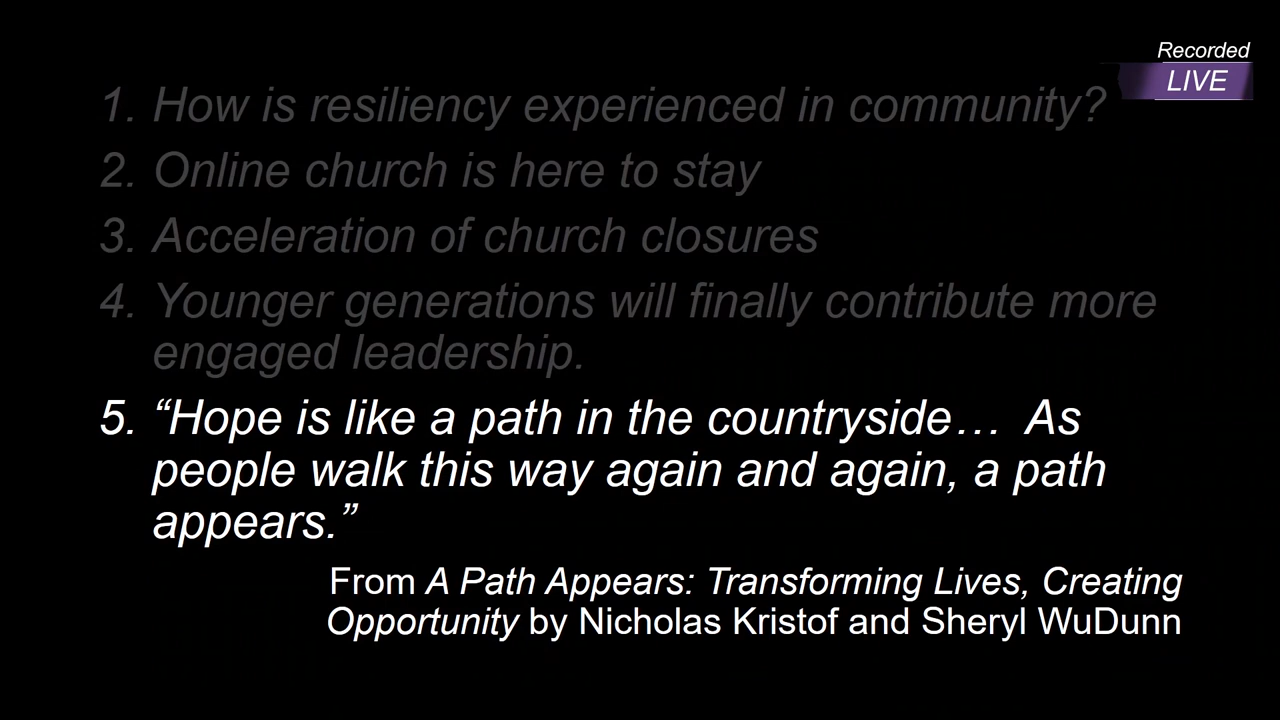 Recorded
LIVE
1. How is resiliency experienced in community?
2. Online church is here to stay
3. Acceleration of church closures
4. Younger generations will finally contribute more
engaged leadership.
5. “Hope is like a path in the countryside… As
people walk this way again and again, a path
appears.”
From A Path Appears: Transforming Lives, Creating
Opportunity by Nicholas Kristof and Sheryl WuDunn